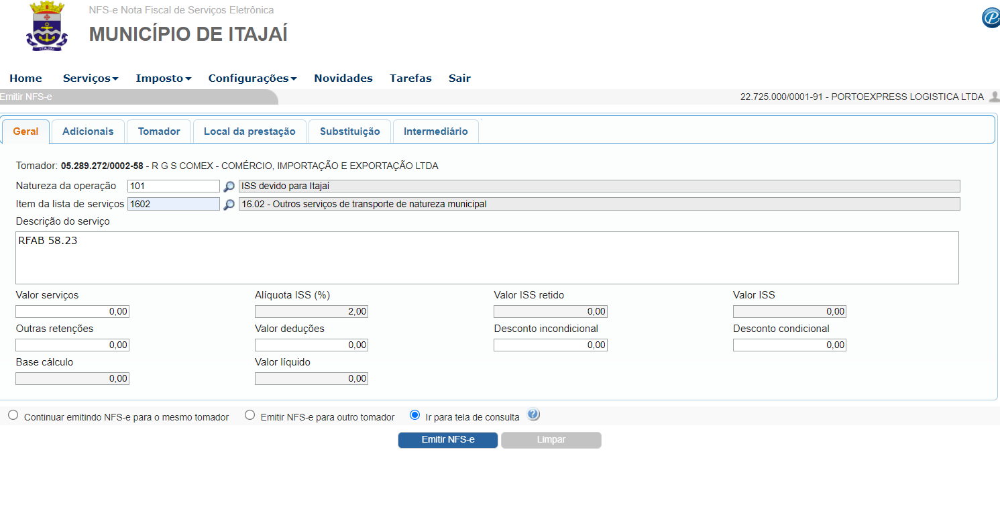 NFS-e Nota Fiscal de Serviços Eletrônica
MUNICÍPIO DE ITAJAÍ
ITAJAÍ
Home Serviços Imposto Configurações Novidades Tarefas Sair
Emitir NFS-e
22.725.000/0001-91 - PORTOEXPRESS LOGISTICA LTDA
Geral Adicionais Tomador Local da prestação Substituição Intermediário
Tomador: 05.289.272/0002-58 - R G S COMEX - COMÉRCIO, IMPORTAÇÃO E EXPORTAÇÃO LTDA
Natureza da operação 101 ISS devido para Itajaí
Item da lista de serviços 1602 16.02 - Outros serviços de transporte de natureza municipal
Descrição do serviço
RFAB 58.23
Valor serviços Alíquota ISS (%) Valor ISS retido Valor ISS
0,00 2,00 0,00 0,00
Outras retenções Valor deduções Desconto incondicional Desconto condicional
0,00 0,00 0,00 0,00
Base cálculo Valor líquido
0,00 0,00
Continuar emitindo NFS-e para o mesmo tomador Emitir NFS-e para outro tomador Ir para tela de consulta ?
Emitir NFS-e Limpar